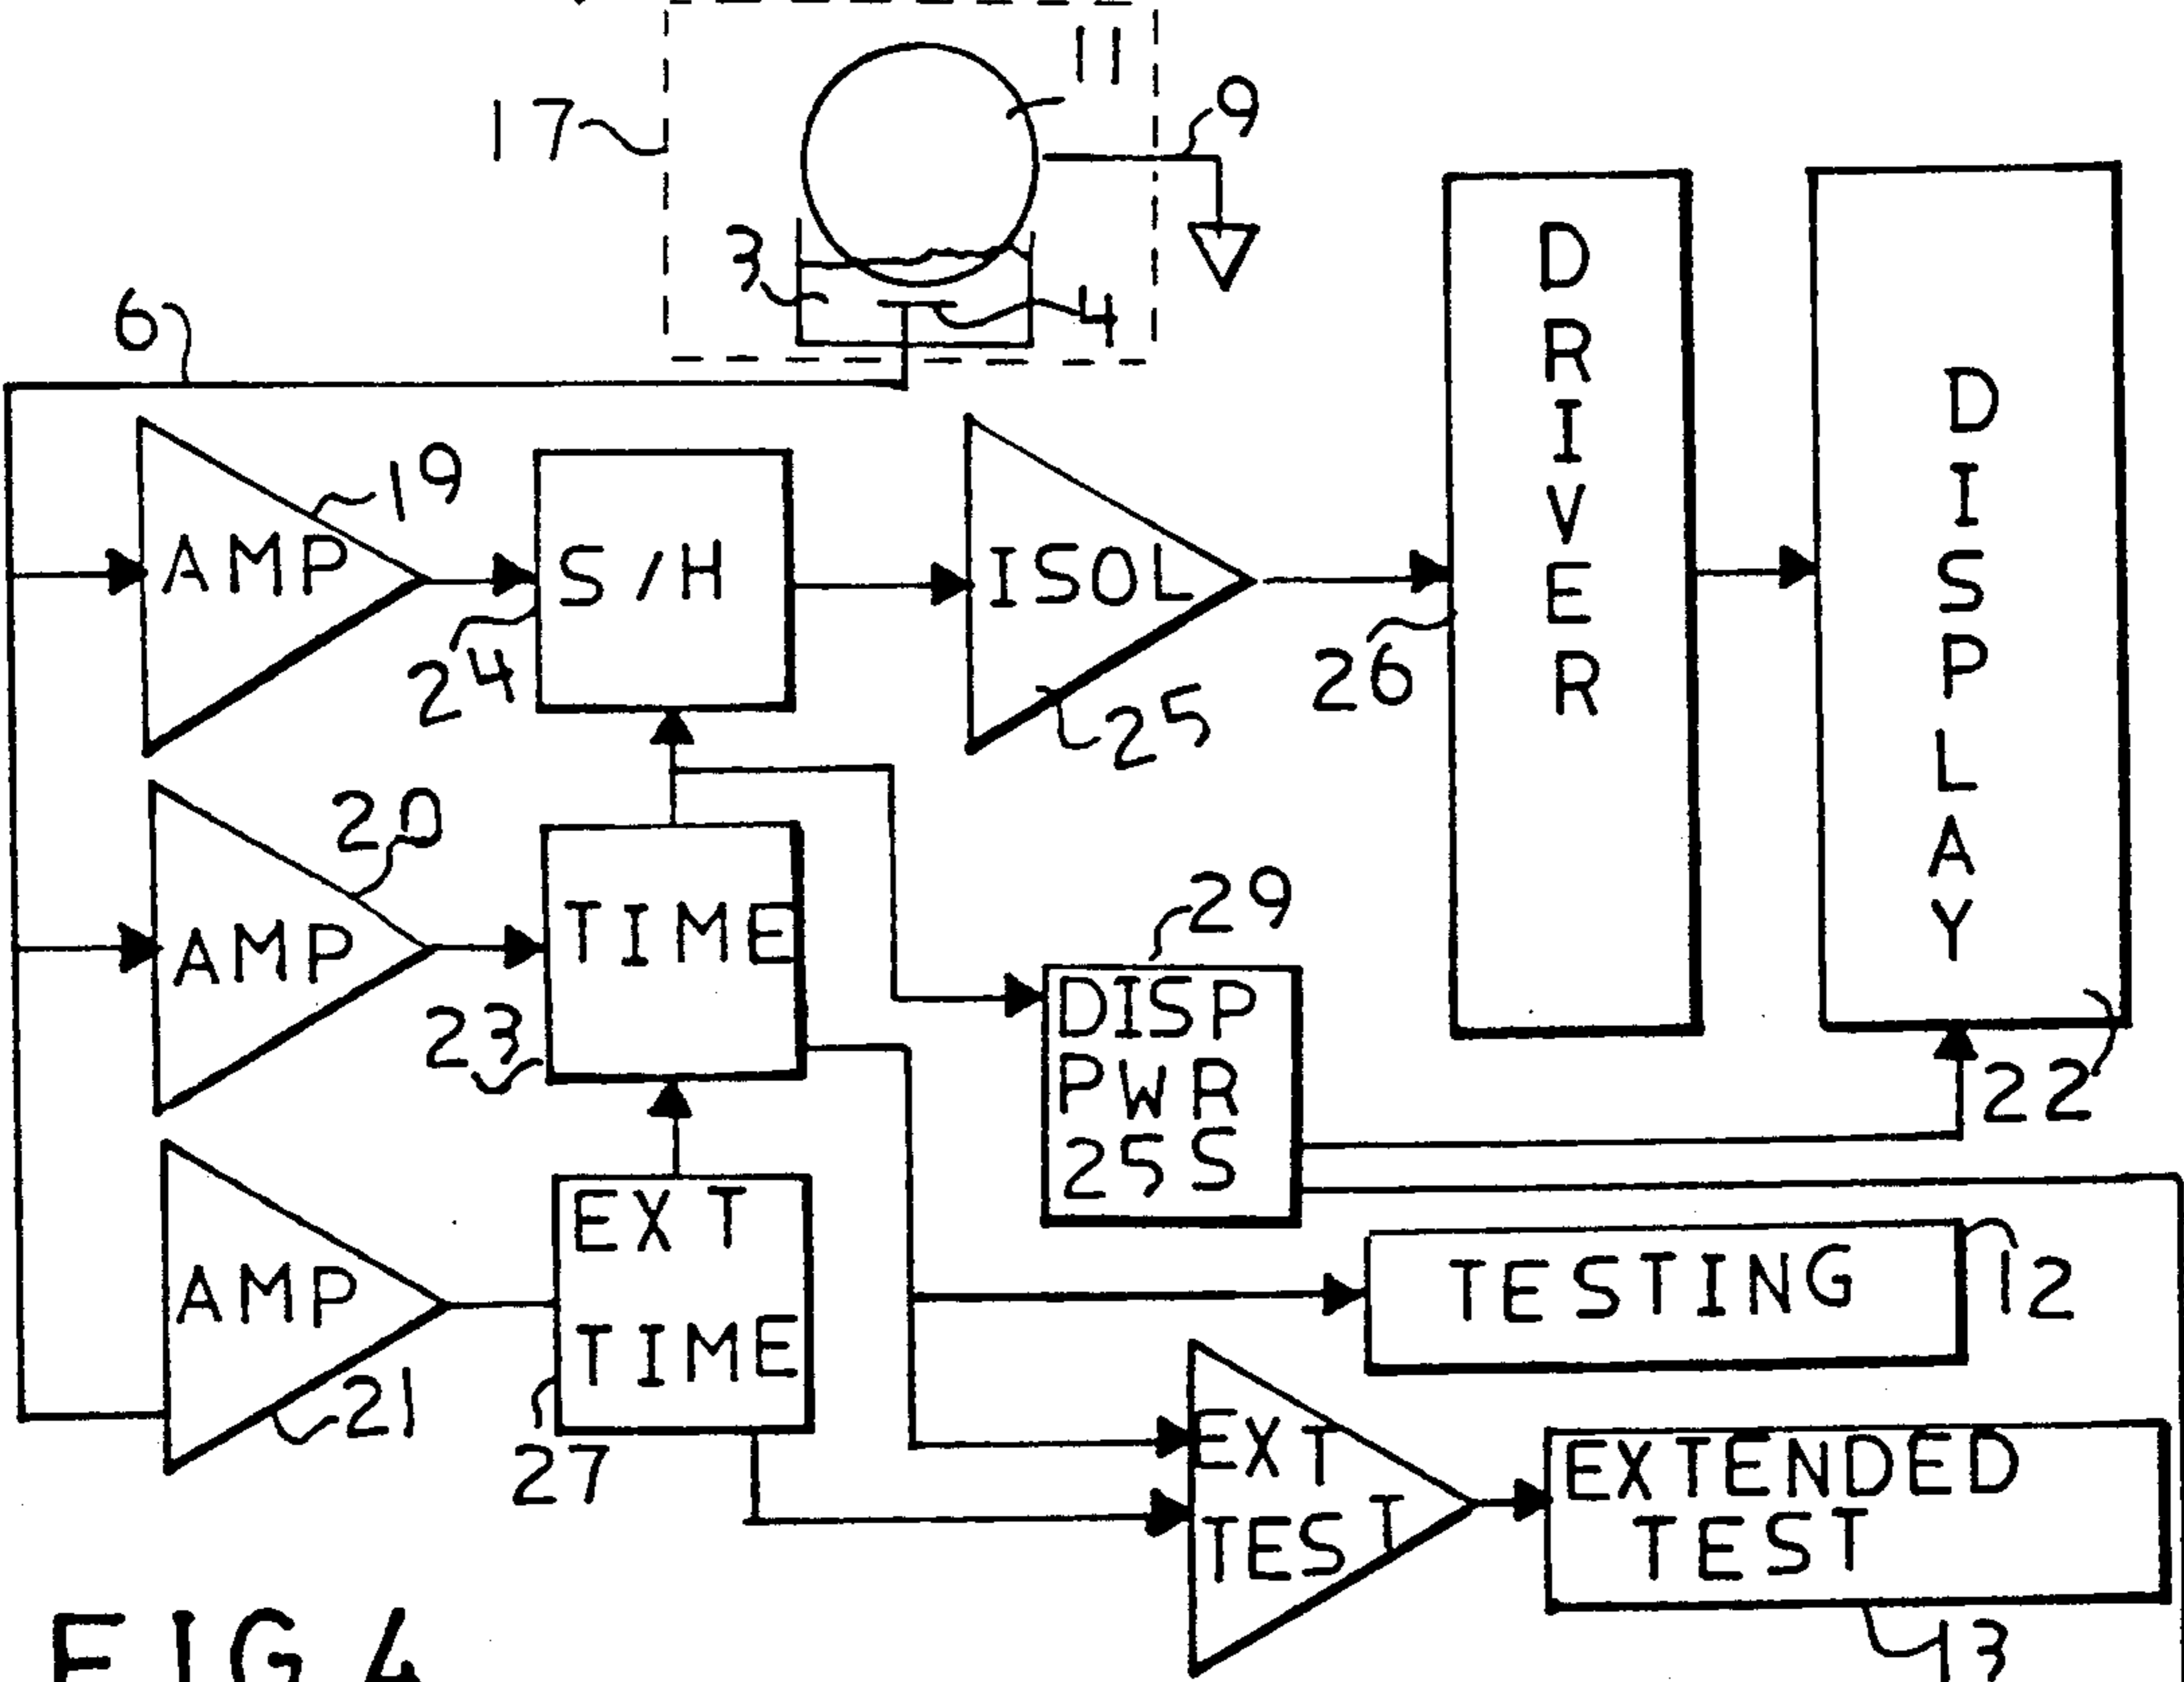 11
17
9
3
4
6
19
AMP
S/H
24
ISOL
25
26
DRIVER
DISPLAY
22
20
AMP
TIME
23
29
DISP
PWR
25 S
AMP
21
EXT
TIME
27
TESTING
12
EXT
TEST
EXTENDED
TEST
13
FIG 4